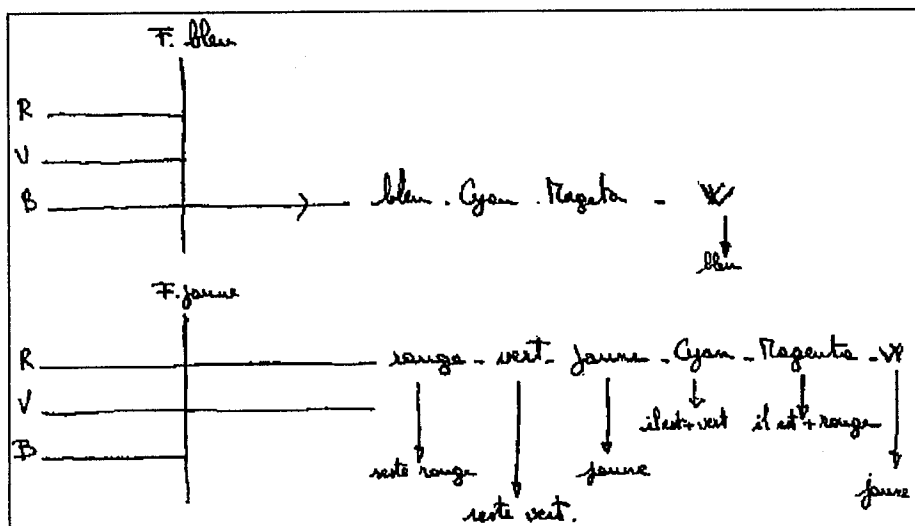 F. bleu
R
V
B bleu . Cyan . Mageta - W
bleu
F. jaune
R rouge - vert - jaune - Cyan - Magenta - W
V
il est + vert il est + rouge
B
reste rouge jaune
jaune
reste vert.